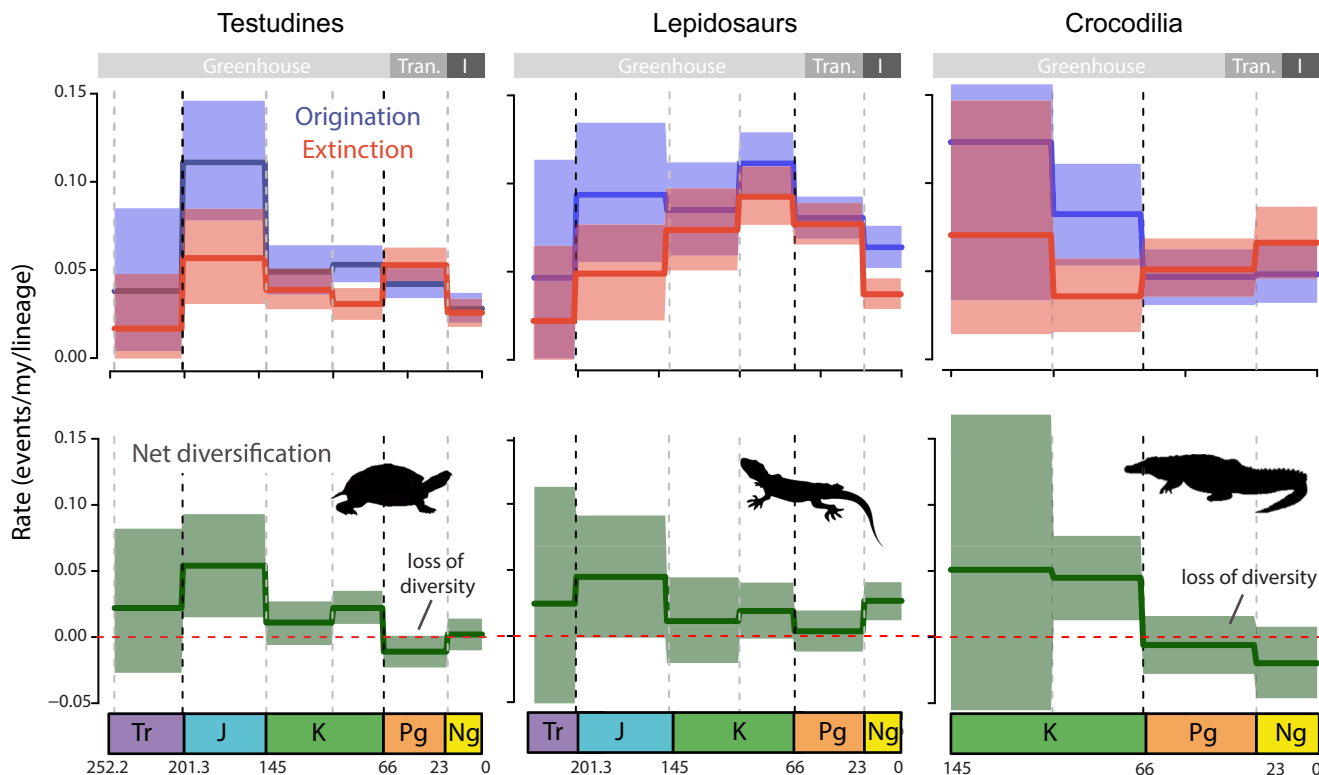 Testudines
Lepidosaurs
Crocodilia
Greenhouse Tran. I
Greenhouse Tran. I
Greenhouse Tran. I
Rate (events/my/lineage)
0.15
0.10
0.05
0.00
Origination
Extinction
0.15
0.10
0.05
0.00
−0.05
Net diversification
loss of
diversity
loss of diversity
Tr J K Pg Ng
Tr J K Pg Ng
K Pg Ng
252.2 201.3 145 66 23 0
201.3 145 66 23 0
145 66 23 0